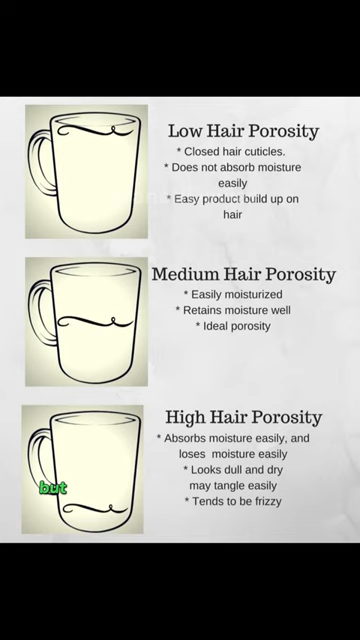 Low Hair Porosity
* Closed hair cuticles.
* Does not absorb moisture
easily
* Easy product build up on
hair
Medium Hair Porosity
* Easily moisturized
* Retains moisture well
* Ideal porosity
High Hair Porosity
* Absorbs moisture easily, and
loses moisture easily
* Looks dull and dry
may tangle easily
* Tends to be frizzy
but